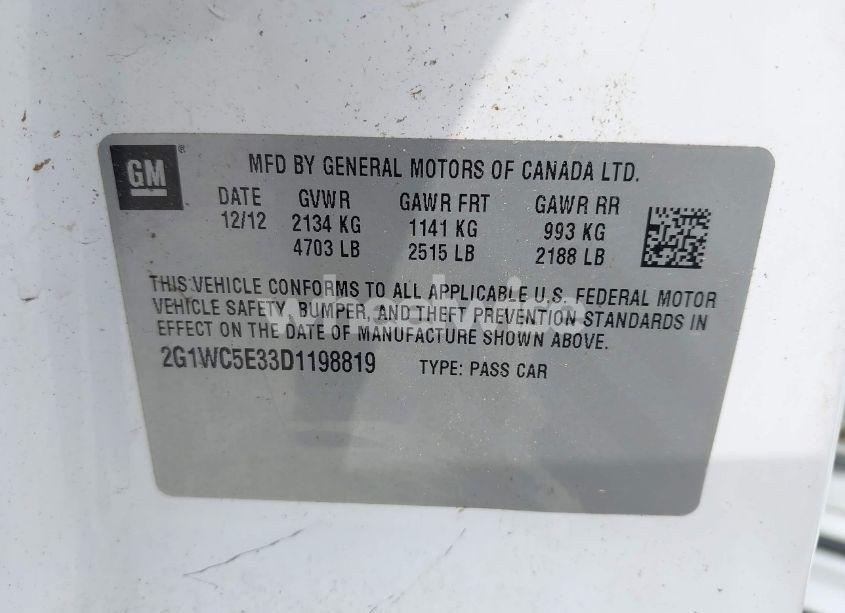 GM ®
MFD BY GENERAL MOTORS OF CANADA LTD.
DATE GVWR GAWR FRT GAWR RR
12/12 2134 KG 1141 KG 993 KG
4703 LB 2515 LB 2188 LB
THIS VEHICLE CONFORMS TO ALL APPLICABLE U.S. FEDERAL MOTOR
VEHICLE SAFETY, BUMPER, AND THEFT PREVENTION STANDARDS IN
EFFECT ON THE DATE OF MANUFACTURE SHOWN ABOVE.
2G1WC5E33D1198819 TYPE: PASS CAR